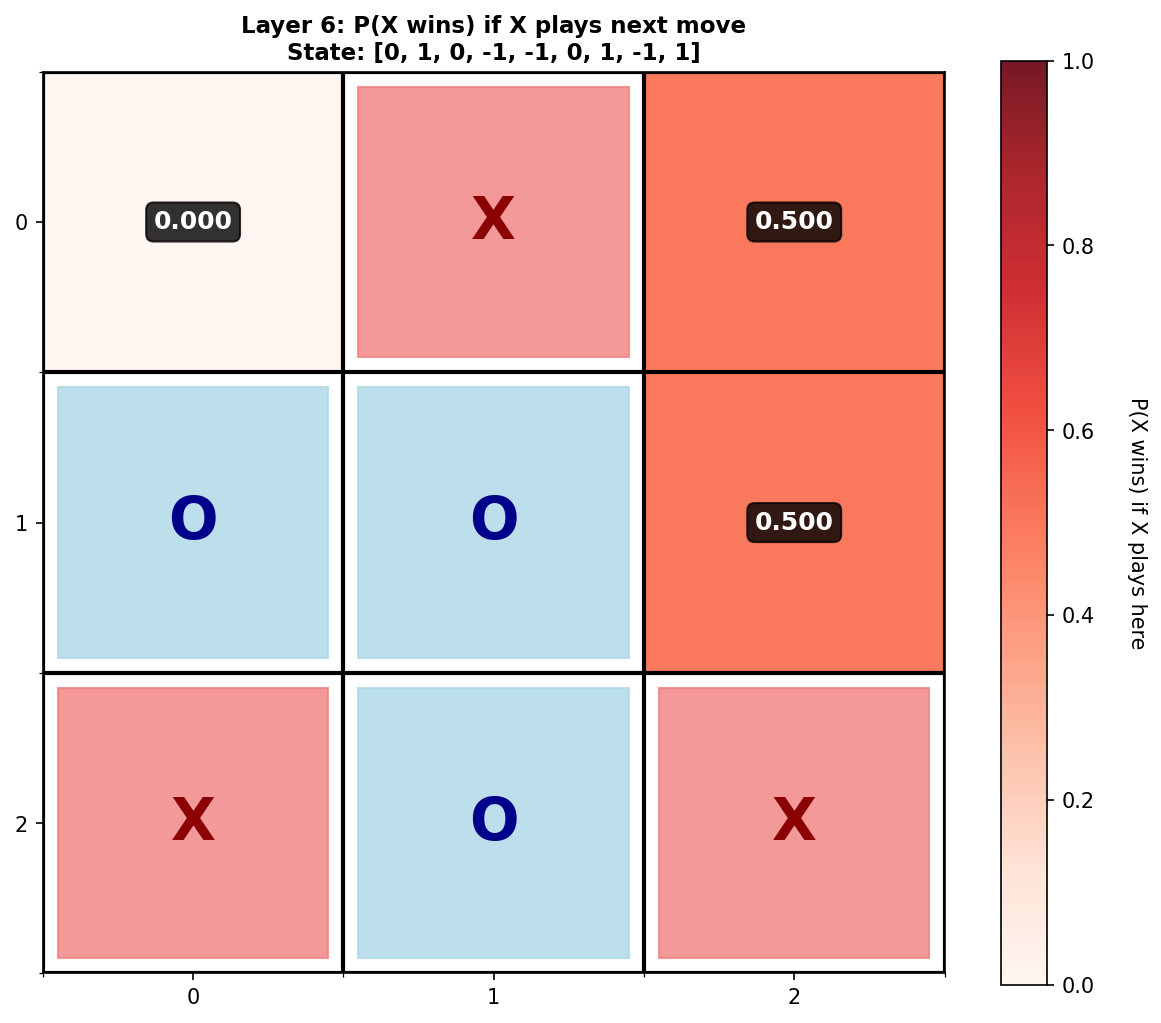 Layer 6: P(X wins) if X plays next move
State: [0, 1, 0, -1, -1, 0, 1, -1, 1]
0
0.000
X
0.500
1
O
O
0.500
2
X
O
X
0
1
2
1.0
0.8
0.6
0.4
0.2
0.0
P(X wins) if X plays here